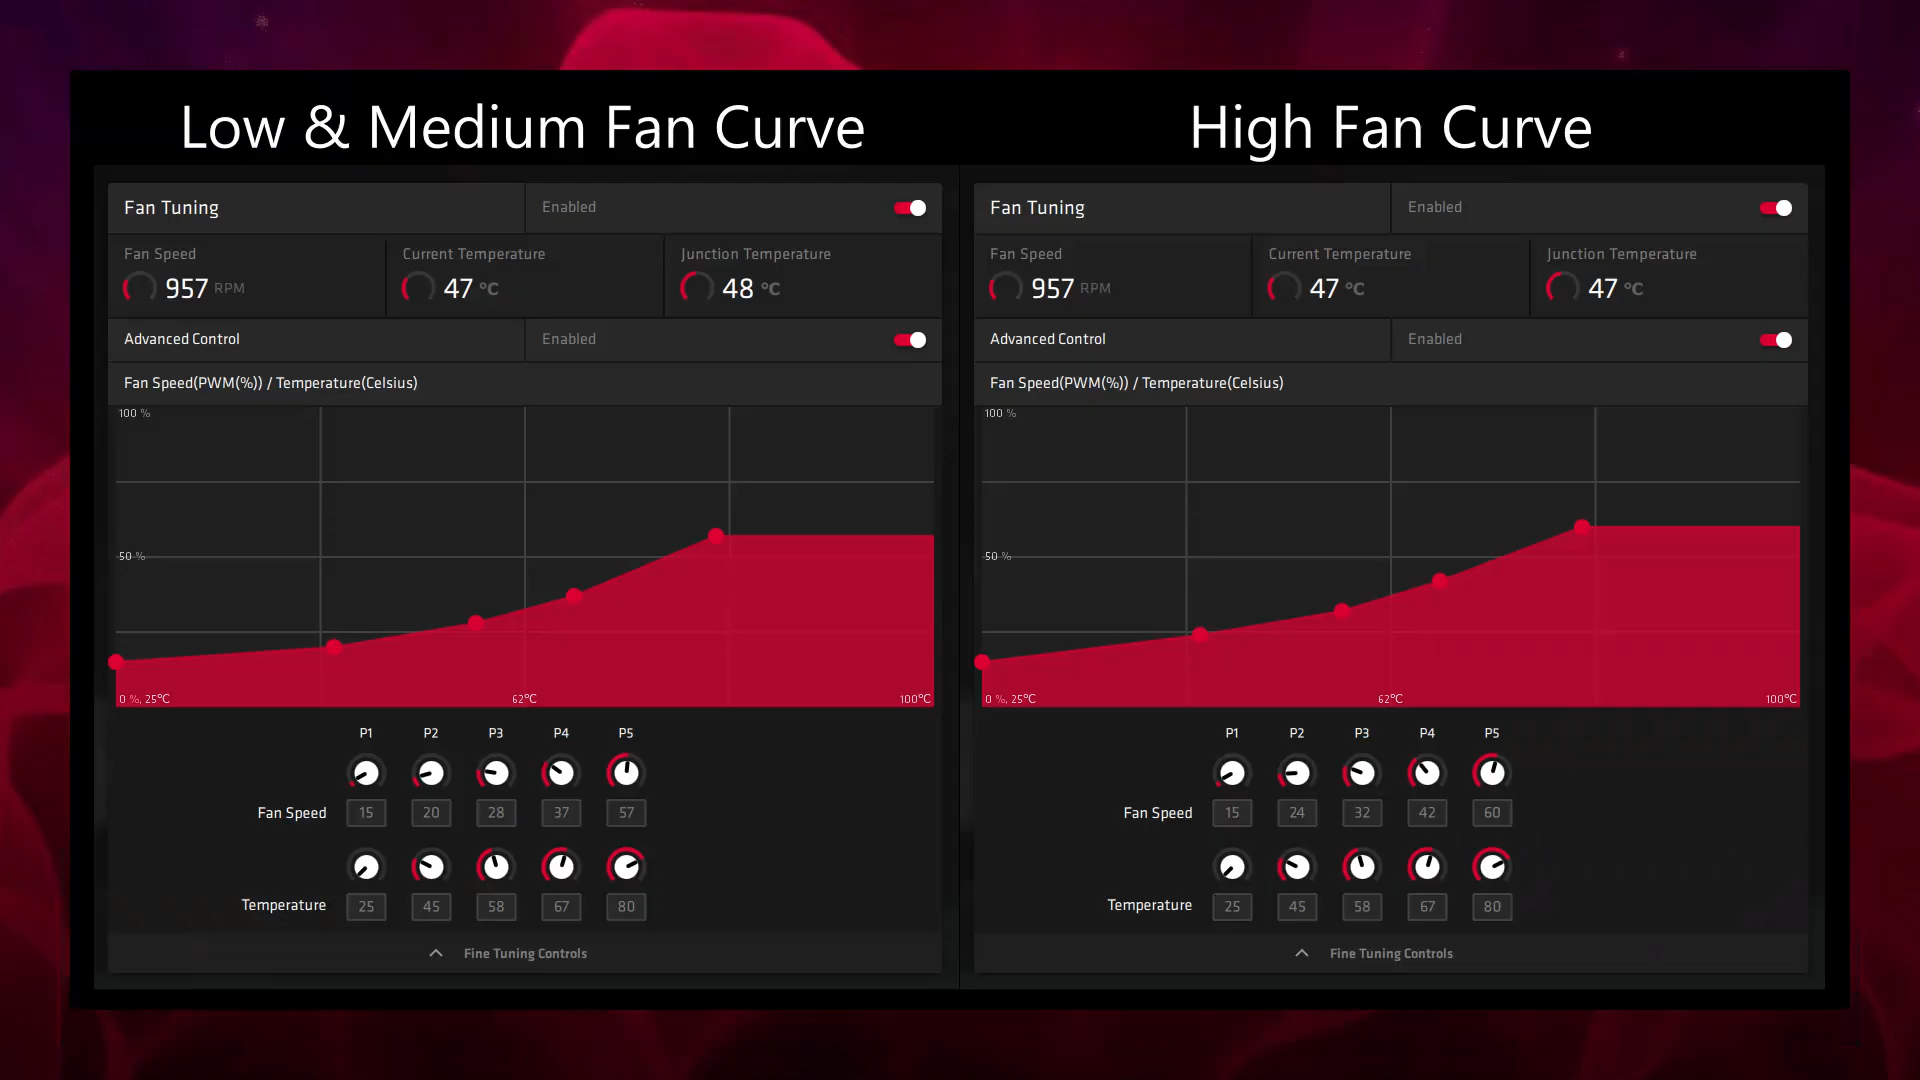 Low & Medium Fan Curve
Fan Tuning Enabled
Fan Speed Current Temperature Junction Temperature
957 RPM 47 °C 48 °C
Advanced Control Enabled
Fan Speed(PWM(%)) / Temperature(Celsius)
100 %
50 %
0 %, 25°C 62°C 100°C
P1 P2 P3 P4 P5
Fan Speed 15 20 28 37 57
Temperature 25 45 58 67 80
Fine Tuning Controls
High Fan Curve
Fan Tuning Enabled
Fan Speed Current Temperature Junction Temperature
957 RPM 47 °C 47 °C
Advanced Control Enabled
Fan Speed(PWM(%)) / Temperature(Celsius)
100 %
50 %
0 %, 25°C 62°C 100°C
P1 P2 P3 P4 P5
Fan Speed 15 24 32 42 60
Temperature 25 45 58 67 80
Fine Tuning Controls